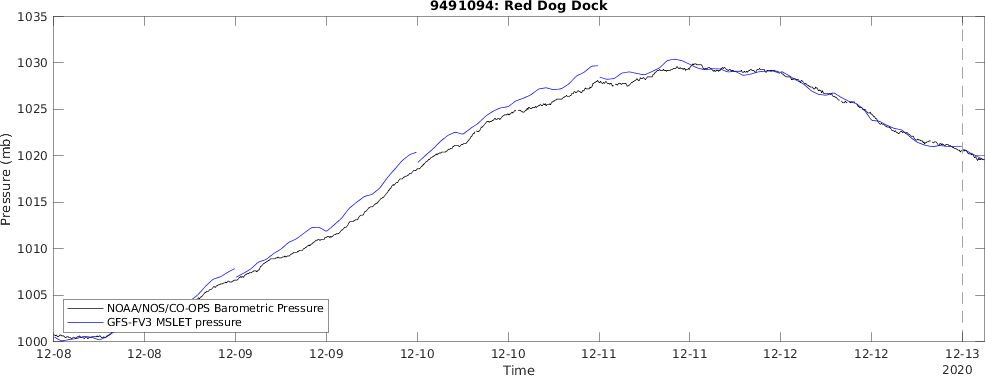 9491094: Red Dog Dock
1035
1030
1025
1020
1015
1010
1005
1000
Pressure (mb)
NOAA/NOS/CO-OPS Barometric Pressure
GFS-FV3 MSLET pressure
12-08 12-08 12-09 12-09 12-10 12-10 12-11 12-11 12-12 12-12 12-13
Time 2020